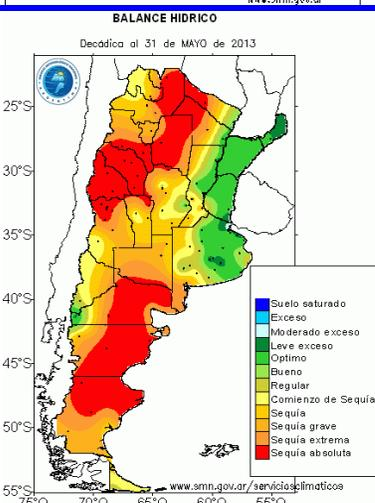 BALANCE HIDRICO
Decádica al 31 de MAYO de 2013
25°S
30°S
35°S
40°S
45°S
50°S
55°S
75°O
70°O
65°O
60°O
55°O
Suelo saturado
Exceso
Moderado exceso
Leve exceso
Optimo
Bueno
Regular
Comienzo de Sequía
Sequía
Sequía grave
Sequía extrema
Sequía absoluta
www.smn.gov.ar/serviciosclimaticos